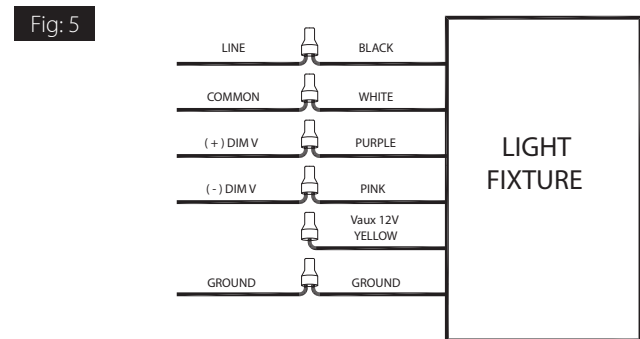 Fig: 5
LINE BLACK
COMMON WHITE
( + ) DIM V PURPLE
( - ) DIM V PINK
Vaux 12V
YELLOW
GROUND GROUND
LIGHT
FIXTURE